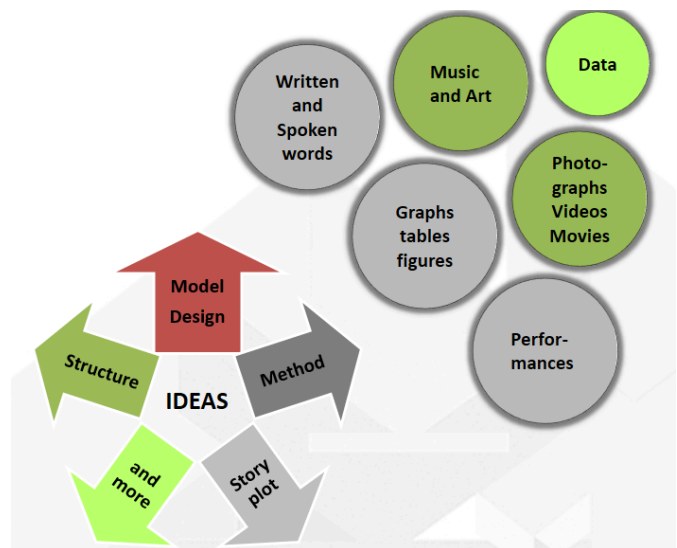 Written
and
Spoken
words
Music
and Art
Data
Graphs
tables
figures
Photo-
graphs
Videos
Movies
Perfor-
mances
Model
Design
Structure
Method
IDEAS
and
more
Story
plot